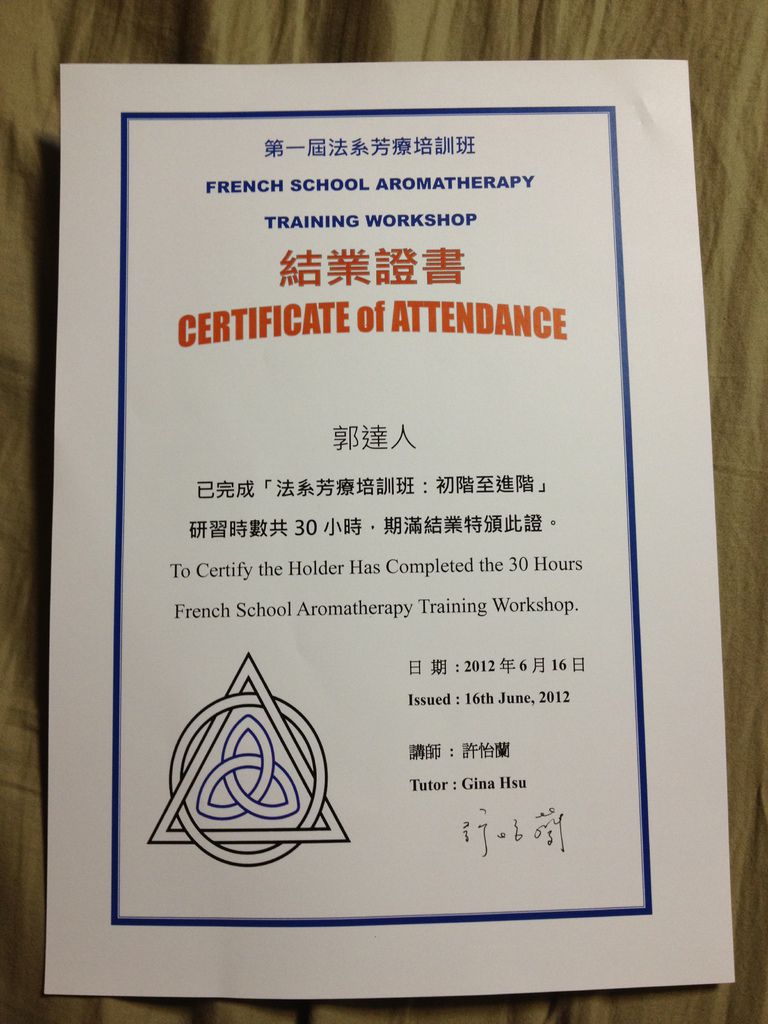 第一屆法系芳療培訓班
FRENCH SCHOOL AROMATHERAPY
TRAINING WORKSHOP
結業證書
CERTIFICATE of ATTENDANCE
郭達人
已完成「法系芳療培訓班：初階至進階」
研習時數共 30 小時，期滿結業特頒此證。
To Certify the Holder Has Completed the 30 Hours
French School Aromatherapy Training Workshop.
日 期 : 2012 年 6 月 16 日
Issued : 16th June, 2012
講師 : 許怡蘭
Tutor : Gina Hsu
許怡蘭